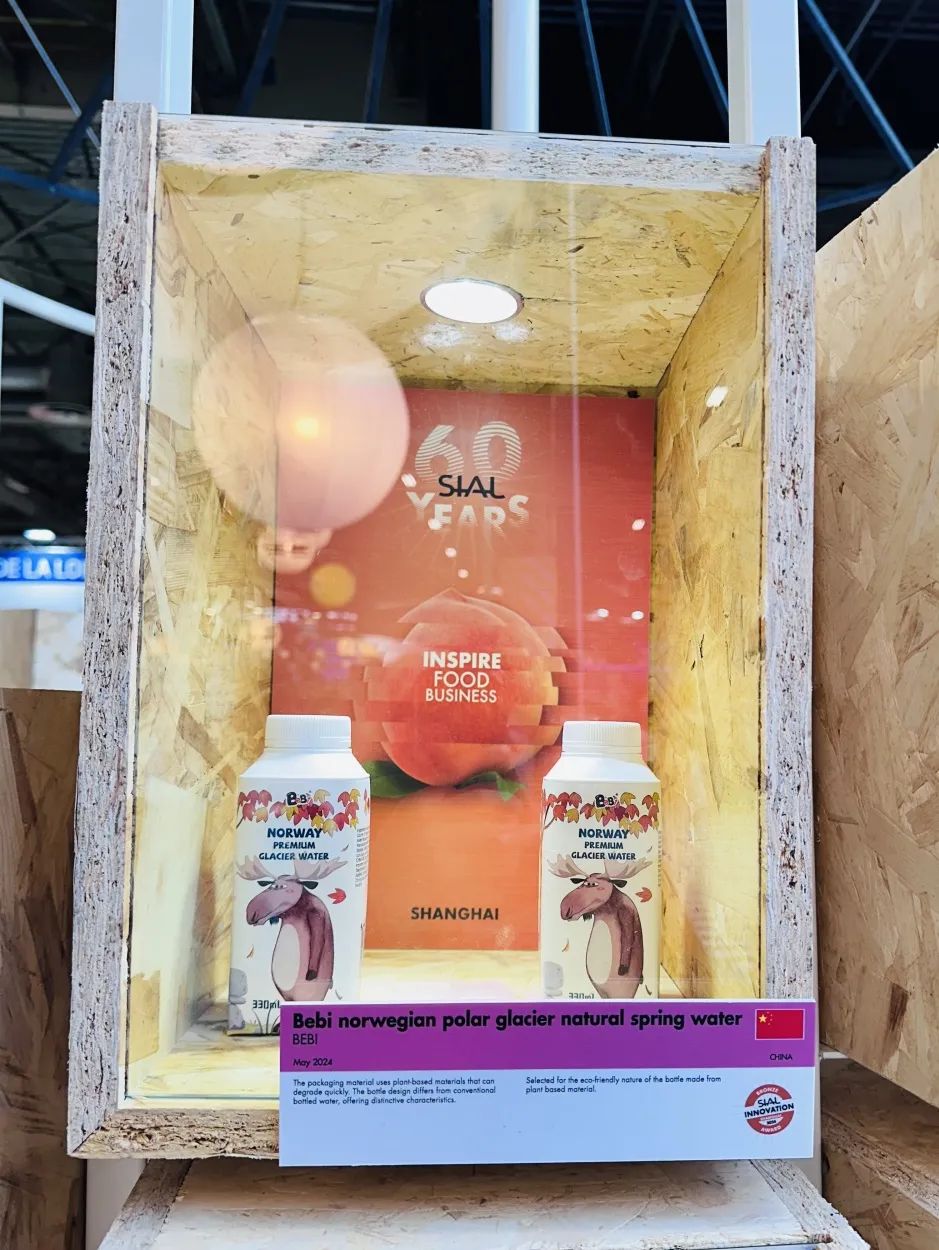 60
SIAL
YEARS
DE LA LO
INSPIRE
FOOD
BUSINESS
SHANGHAI
BeBi
NORWAY
PREMIUM
GLACIER WATER
330ml
BeBi
NORWAY
PREMIUM
GLACIER WATER
330ml
Bebi norwegian polar glacier natural spring water
BEBI
May 2024
CHINA
The packaging material uses plant-based materials that can
degrade quickly. The bottle design differs from conventional
bottled water, offering distinctive characteristics.
Selected for the eco-friendly nature of the bottle made from
plant based material.
BRONZE
SIAL
INNOVATION
AWARD